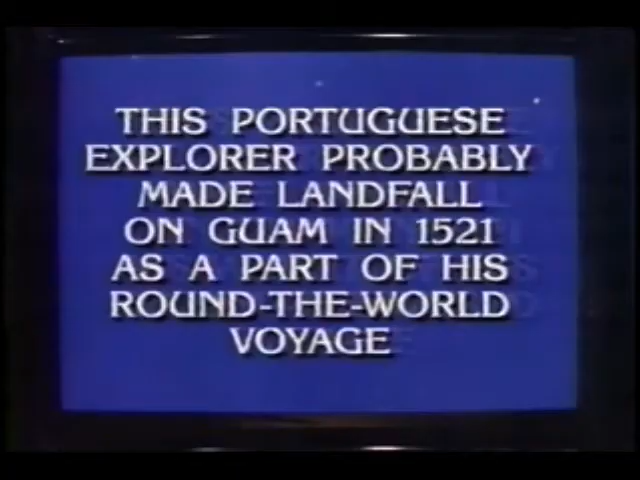 THIS PORTUGUESE
EXPLORER PROBABLY
MADE LANDFALL
ON GUAM IN 1521
AS A PART OF HIS
ROUND-THE-WORLD
VOYAGE